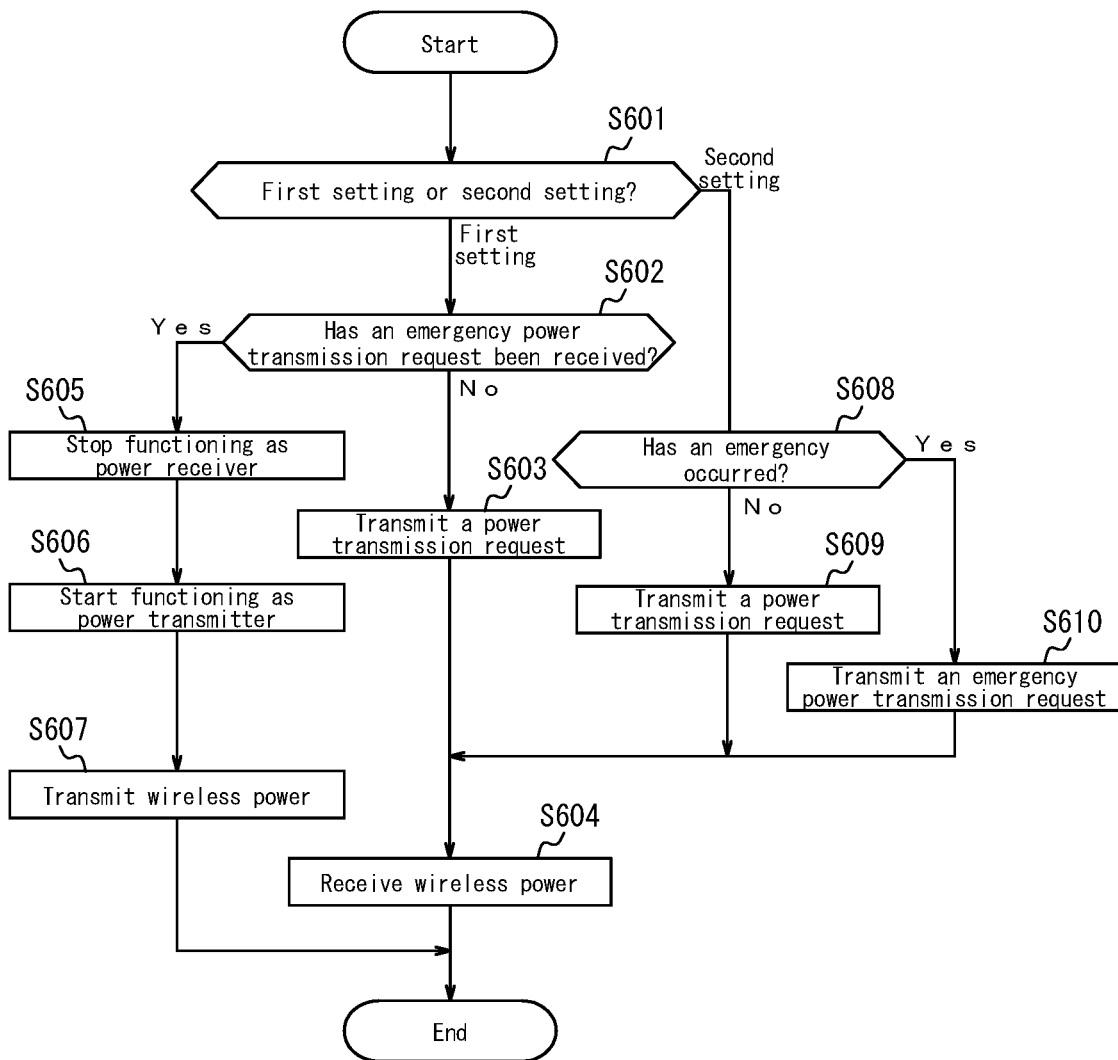 Start
S601
First setting or second setting?
Second
setting
First
setting
S602
Yes
Has an emergency power
transmission request been received?
No
S605
Stop functioning as
power receiver
S608
Has an emergency
occurred?
Yes
No
S603
Transmit a power
transmission request
S606
Start functioning as
power transmitter
S609
Transmit a power
transmission request
S610
Transmit an emergency
power transmission request
S607
Transmit wireless power
S604
Receive wireless power
End